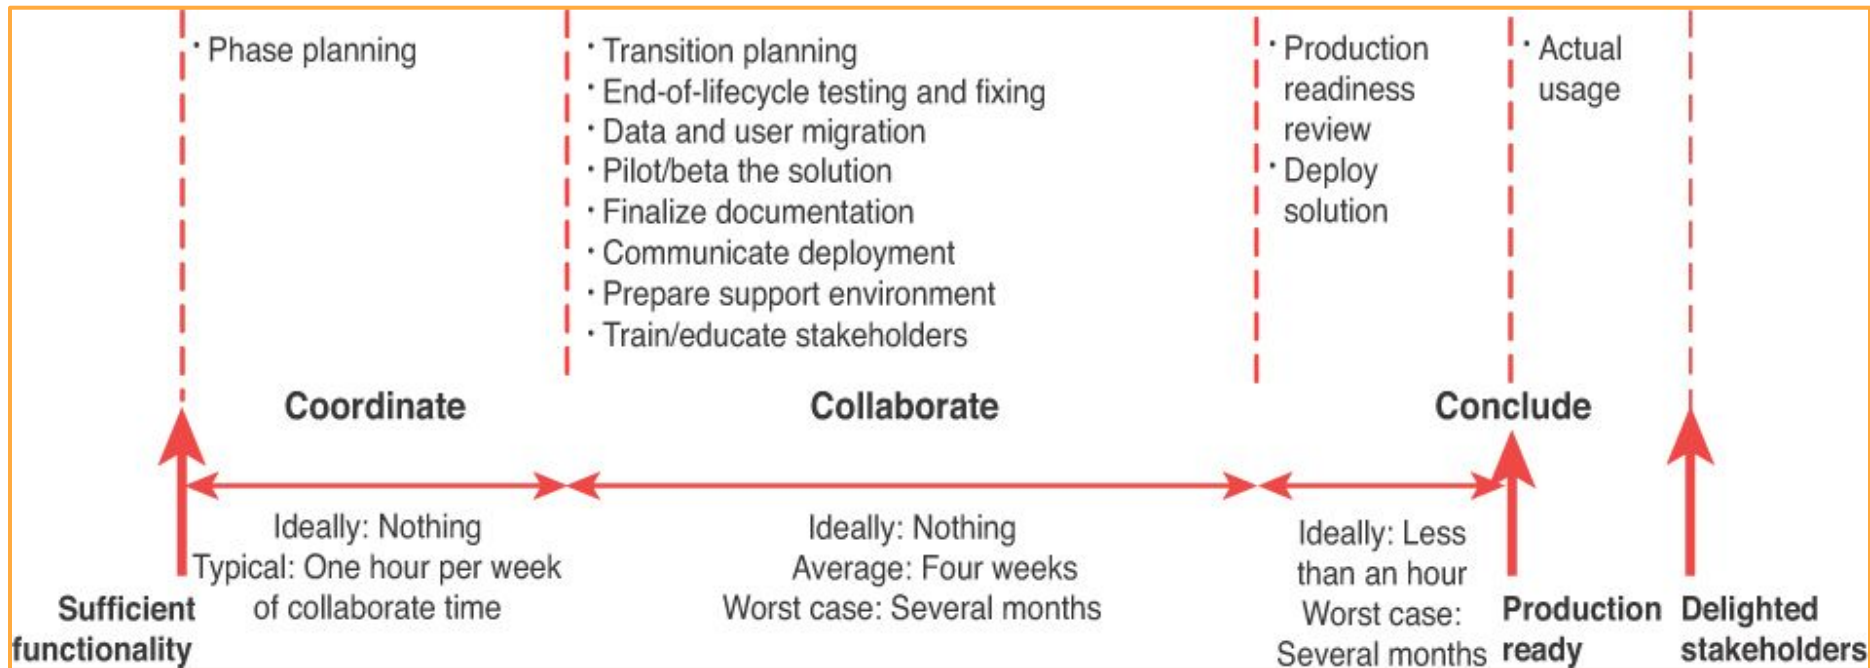 · Phase planning
· Transition planning
· End-of-lifecycle testing and fixing
· Data and user migration
· Pilot/beta the solution
· Finalize documentation
· Communicate deployment
· Prepare support environment
· Train/educate stakeholders
· Production
readiness
review
· Deploy
solution
· Actual
usage
Coordinate
Collaborate
Conclude
Ideally: Nothing
Typical: One hour per week
of collaborate time
Ideally: Nothing
Average: Four weeks
Worst case: Several months
Ideally: Less
than an hour
Worst case:
Several months
Sufficient
functionality
Production
ready
Delighted
stakeholders